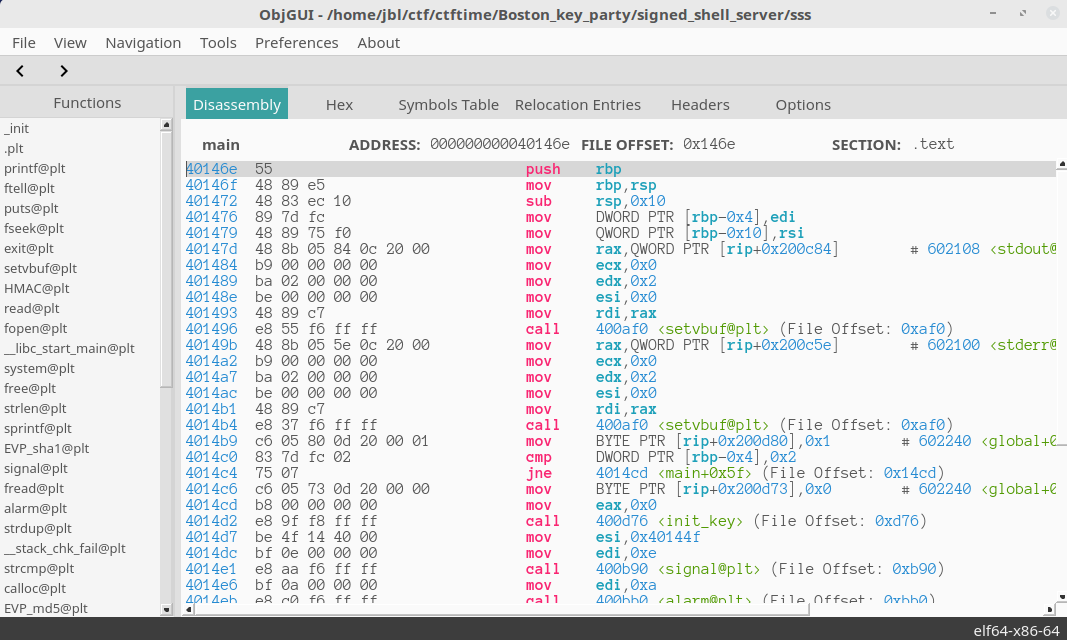 ObjGUI - /home/jbl/ctf/ctftime/Boston_key_party/signed_shell_server/sss
File View Navigation Tools Preferences About
Functions
_init
.plt
printf@plt
ftell@plt
puts@plt
fseek@plt
exit@plt
setvbuf@plt
HMAC@plt
read@plt
fopen@plt
__libc_start_main@plt
system@plt
free@plt
strlen@plt
sprintf@plt
EVP_sha1@plt
signal@plt
fread@plt
alarm@plt
strdup@plt
__stack_chk_fail@plt
strcmp@plt
calloc@plt
EVP_md5@plt
Disassembly Hex Symbols Table Relocation Entries Headers Options
main ADDRESS: 000000000040146e FILE OFFSET: 0x146e SECTION: .text
40146e 55 push rbp
40146f 48 89 e5 mov rbp,rsp
401472 48 83 ec 10 sub rsp,0x10
401476 89 7d fc mov DWORD PTR [rbp-0x4],edi
401479 48 89 75 f0 mov QWORD PTR [rbp-0x10],rsi
40147d 48 8b 05 84 0c 20 00 mov rax,QWORD PTR [rip+0x200c84] # 602108 <stdout@
401484 b9 00 00 00 00 mov ecx,0x0
401489 ba 02 00 00 00 mov edx,0x2
40148e be 00 00 00 00 mov esi,0x0
401493 48 89 c7 mov rdi,rax
401496 e8 55 f6 ff ff call 400af0 <setvbuf@plt> (File Offset: 0xaf0)
40149b 48 8b 05 5e 0c 20 00 mov rax,QWORD PTR [rip+0x200c5e] # 602100 <stderr@
4014a2 b9 00 00 00 00 mov ecx,0x0
4014a7 ba 02 00 00 00 mov edx,0x2
4014ac be 00 00 00 00 mov esi,0x0
4014b1 48 89 c7 mov rdi,rax
4014b4 e8 37 f6 ff ff call 400af0 <setvbuf@plt> (File Offset: 0xaf0)
4014b9 c6 05 80 0d 20 00 01 mov BYTE PTR [rip+0x200d80],0x1 # 602240 <global+0
4014c0 83 7d fc 02 cmp DWORD PTR [rbp-0x4],0x2
4014c4 75 07 jne 4014cd <main+0x5f> (File Offset: 0x14cd)
4014c6 c6 05 73 0d 20 00 00 mov BYTE PTR [rip+0x200d73],0x0 # 602240 <global+0
4014cd b8 00 00 00 00 mov eax,0x0
4014d2 e8 9f f8 ff ff call 400d76 <init_key> (File Offset: 0xd76)
4014d7 be 4f 14 40 00 mov esi,0x40144f
4014dc bf 0e 00 00 00 mov edi,0xe
4014e1 e8 aa f6 ff ff call 400b90 <signal@plt> (File Offset: 0xb90)
4014e6 bf 0a 00 00 00 mov edi,0xa
4014eb e8 c0 f6 ff ff call 400bb0 <alarm@plt> (File Offset: 0xbb0)
elf64-x86-64